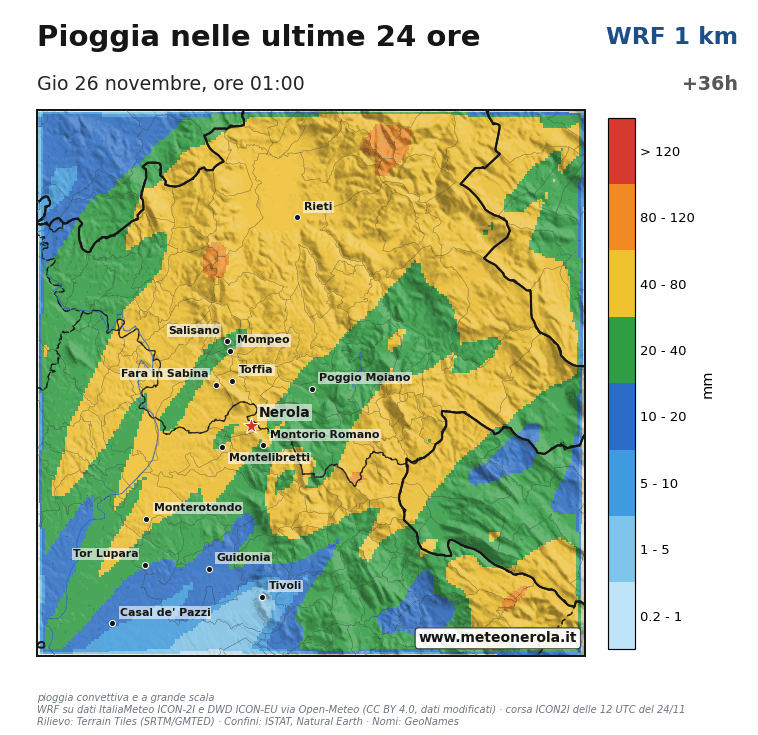 Pioggia nelle ultime 24 ore
WRF 1 km
Gio 26 novembre, ore 01:00
+36h
Rieti
Salisano
Mompeo
Fara in Sabina
Toffia
Poggio Moiano
Nerola
Montorio Romano
Montelibretti
Monterotondo
Tor Lupara
Guidonia
Tivoli
Casal de' Pazzi
www.meteonerola.it
> 120
80 - 120
40 - 80
20 - 40
10 - 20
5 - 10
1 - 5
0.2 - 1
mm
pioggia convettiva e a grande scala
WRF su dati ItaliaMeteo ICON-2I e DWD ICON-EU via Open-Meteo (CC BY 4.0, dati modificati) · corsa ICON2I delle 12 UTC del 24/11
Rilievo: Terrain Tiles (SRTM/GMTED) · Confini: ISTAT, Natural Earth · Nomi: GeoNames